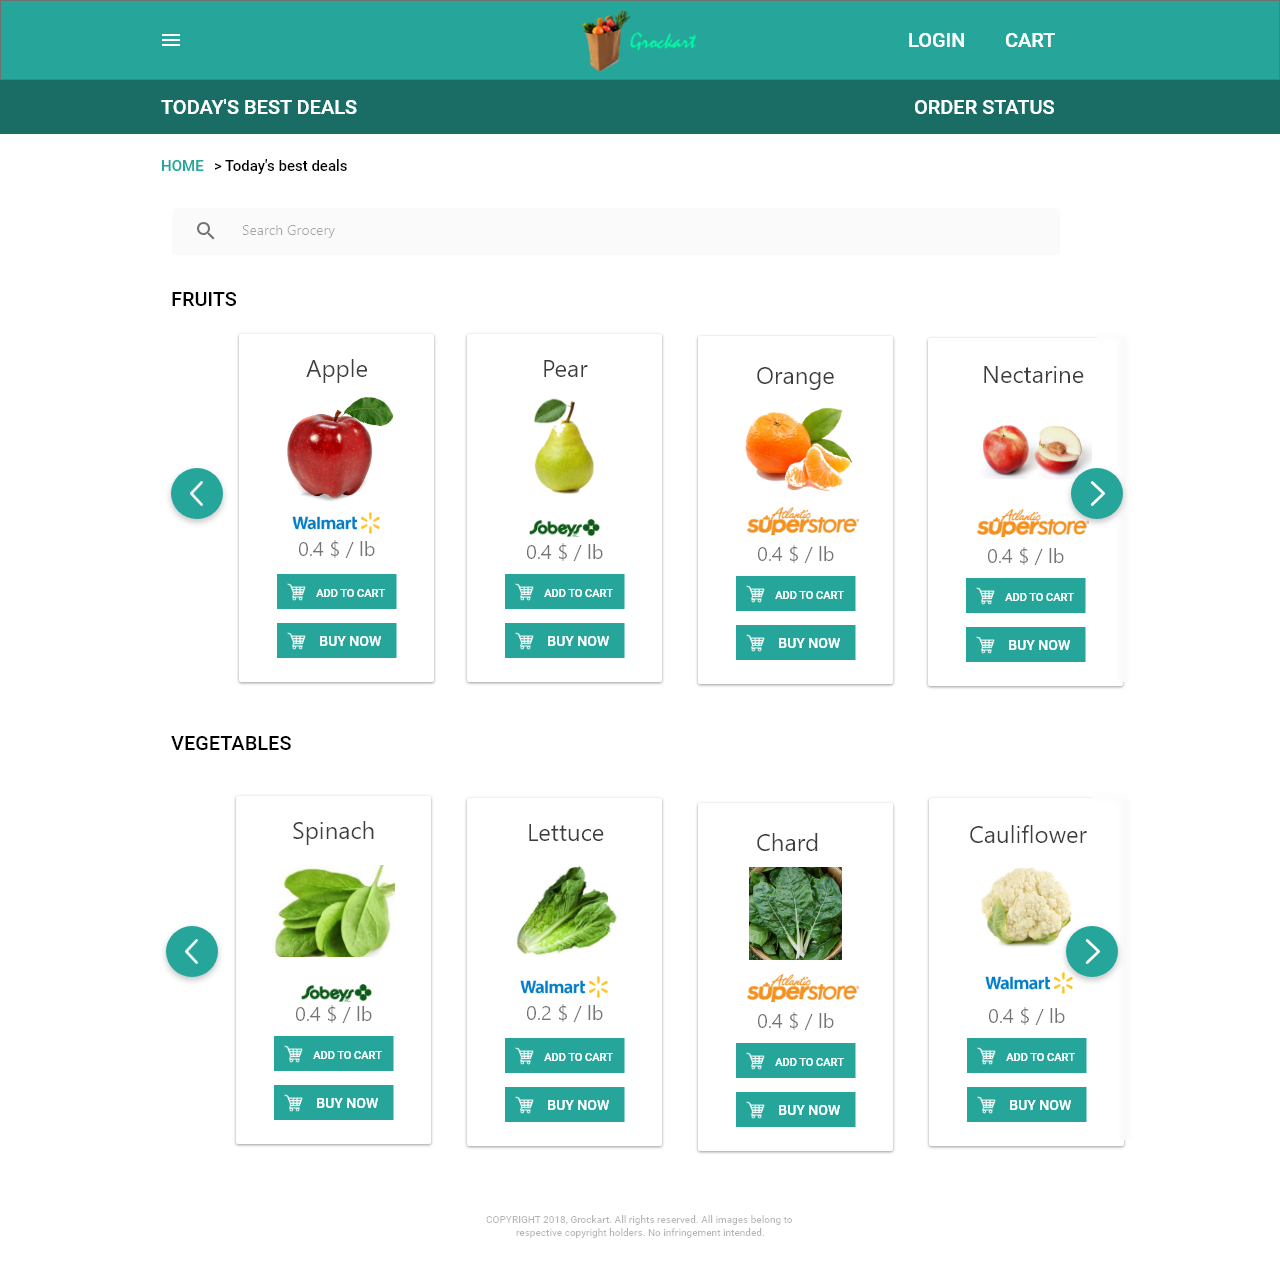 Grockart
LOGIN
CART
TODAY'S BEST DEALS
ORDER STATUS
HOME > Today's best deals
Search Grocery
FRUITS
Apple
Walmart
0.4 $ / lb
ADD TO CART
BUY NOW
Pear
Sobeys
0.4 $ / lb
ADD TO CART
BUY NOW
Orange
Atlantic
superstore
0.4 $ / lb
ADD TO CART
BUY NOW
Nectarine
Atlantic
superstore
0.4 $ / lb
ADD TO CART
BUY NOW
VEGETABLES
Spinach
Sobeys
0.4 $ / lb
ADD TO CART
BUY NOW
Lettuce
Walmart
0.2 $ / lb
ADD TO CART
BUY NOW
Chard
Atlantic
superstore
0.4 $ / lb
ADD TO CART
BUY NOW
Cauliflower
Walmart
0.4 $ / lb
ADD TO CART
BUY NOW
COPYRIGHT 2018, Grockart. All rights reserved. All images belong to
respective copyright holders. No infringement intended.